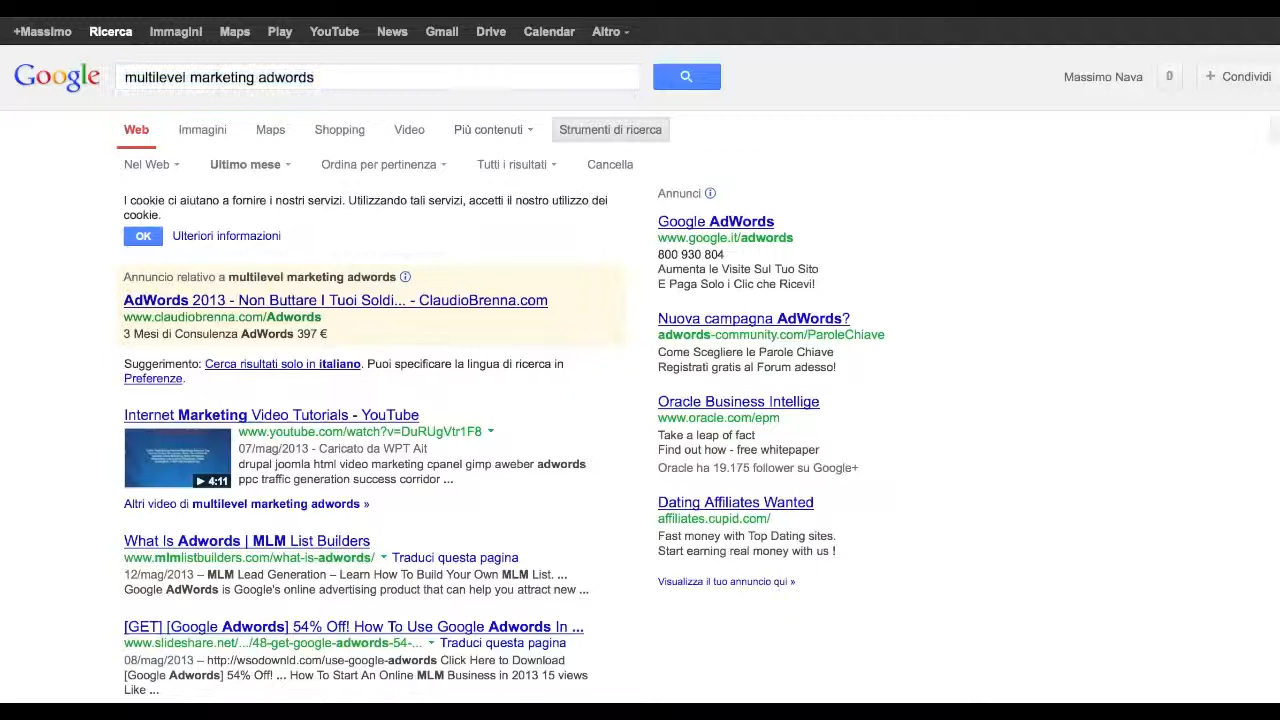 +Massimo Ricerca Immagini Maps Play YouTube News Gmail Drive Calendar Altro
Google multilevel marketing adwords Massimo Nava 0 + Condividi
Web Immagini Maps Shopping Video Più contenuti Strumenti di ricerca
Nel Web Ultimo mese Ordina per pertinenza Tutti i risultati Cancella
I cookie ci aiutano a fornire i nostri servizi. Utilizzando tali servizi, accetti il nostro utilizzo dei
cookie.
OK Ulteriori informazioni
Annuncio relativo a multilevel marketing adwords
AdWords 2013 - Non Buttare I Tuoi Soldi... - ClaudioBrenna.com
www.claudiobrenna.com/Adwords
3 Mesi di Consulenza AdWords 397 €
Suggerimento: Cerca risultati solo in italiano. Puoi specificare la lingua di ricerca in
Preferenze.
Internet Marketing Video Tutorials - YouTube
www.youtube.com/watch?v=DuRUgVtr1F8
07/mag/2013 - Caricato da WPT Ait
drupal joomla html video marketing cpanel gimp aweber adwords
ppc traffic generation success corridor ...
4:11
Altri video di multilevel marketing adwords »
What Is Adwords | MLM List Builders
www.mlmlistbuilders.com/what-is-adwords/ Traduci questa pagina
12/mag/2013 – MLM Lead Generation – Learn How To Build Your Own MLM List. ...
Google AdWords is Google's online advertising product that can help you attract new ...
[GET] [Google Adwords] 54% Off! How To Use Google Adwords In ...
www.slideshare.net/.../48-get-google-adwords-54-... Traduci questa pagina
08/mag/2013 – http://wsodownld.com/use-google-adwords Click Here to Download
[Google Adwords] 54% Off! ... How To Start An Online MLM Business in 2013 15 views
Like ...
Annunci
Google AdWords
www.google.it/adwords
800 930 804
Aumenta le Visite Sul Tuo Sito
E Paga Solo i Clic che Ricevi!
Nuova campagna AdWords?
adwords-community.com/ParoleChiave
Come Scegliere le Parole Chiave
Registrati gratis al Forum adesso!
Oracle Business Intellige
www.oracle.com/epm
Take a leap of fact
Find out how - free whitepaper
Oracle ha 19.175 follower su Google+
Dating Affiliates Wanted
affiliates.cupid.com/
Fast money with Top Dating sites.
Start earning real money with us !
Visualizza il tuo annuncio qui »